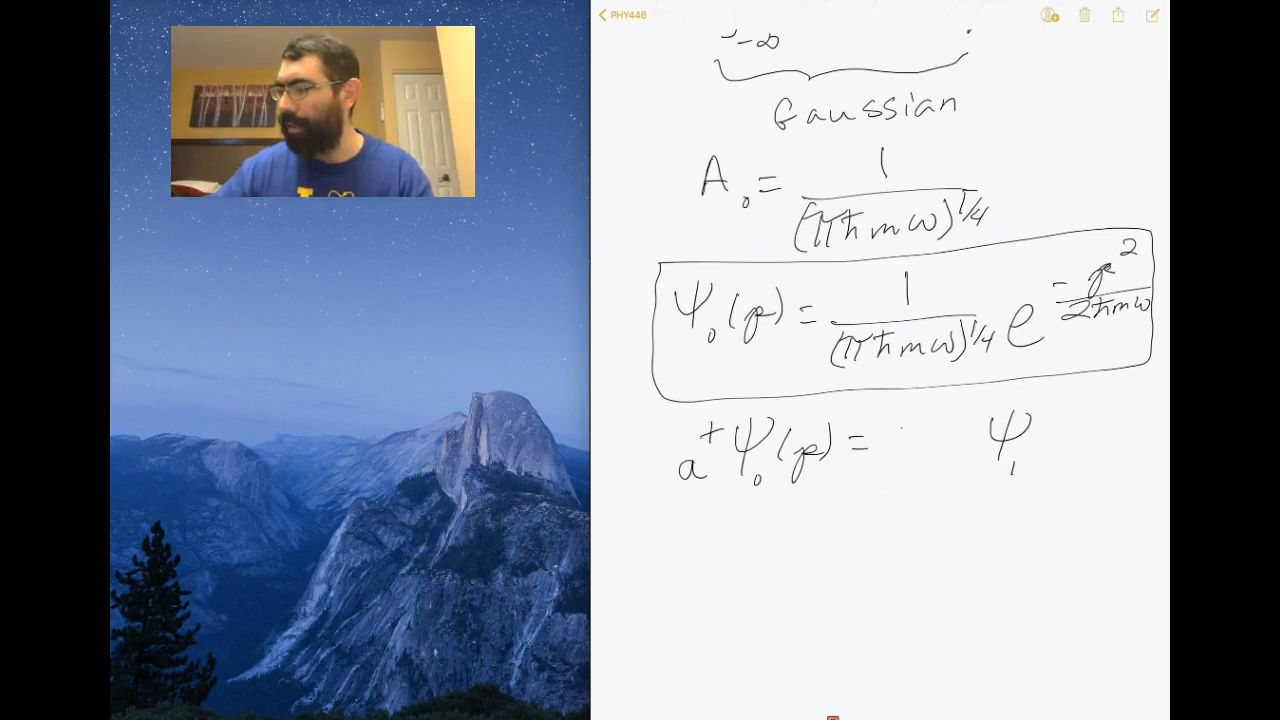 PHY446
-∞
Gaussian
A₀ = 1/(πℏmω)^1/4
ψ₀(p) = 1/(πℏmω)^1/4 e^-p²/2ℏmω
a⁺ψ₀(p) = ψ₁